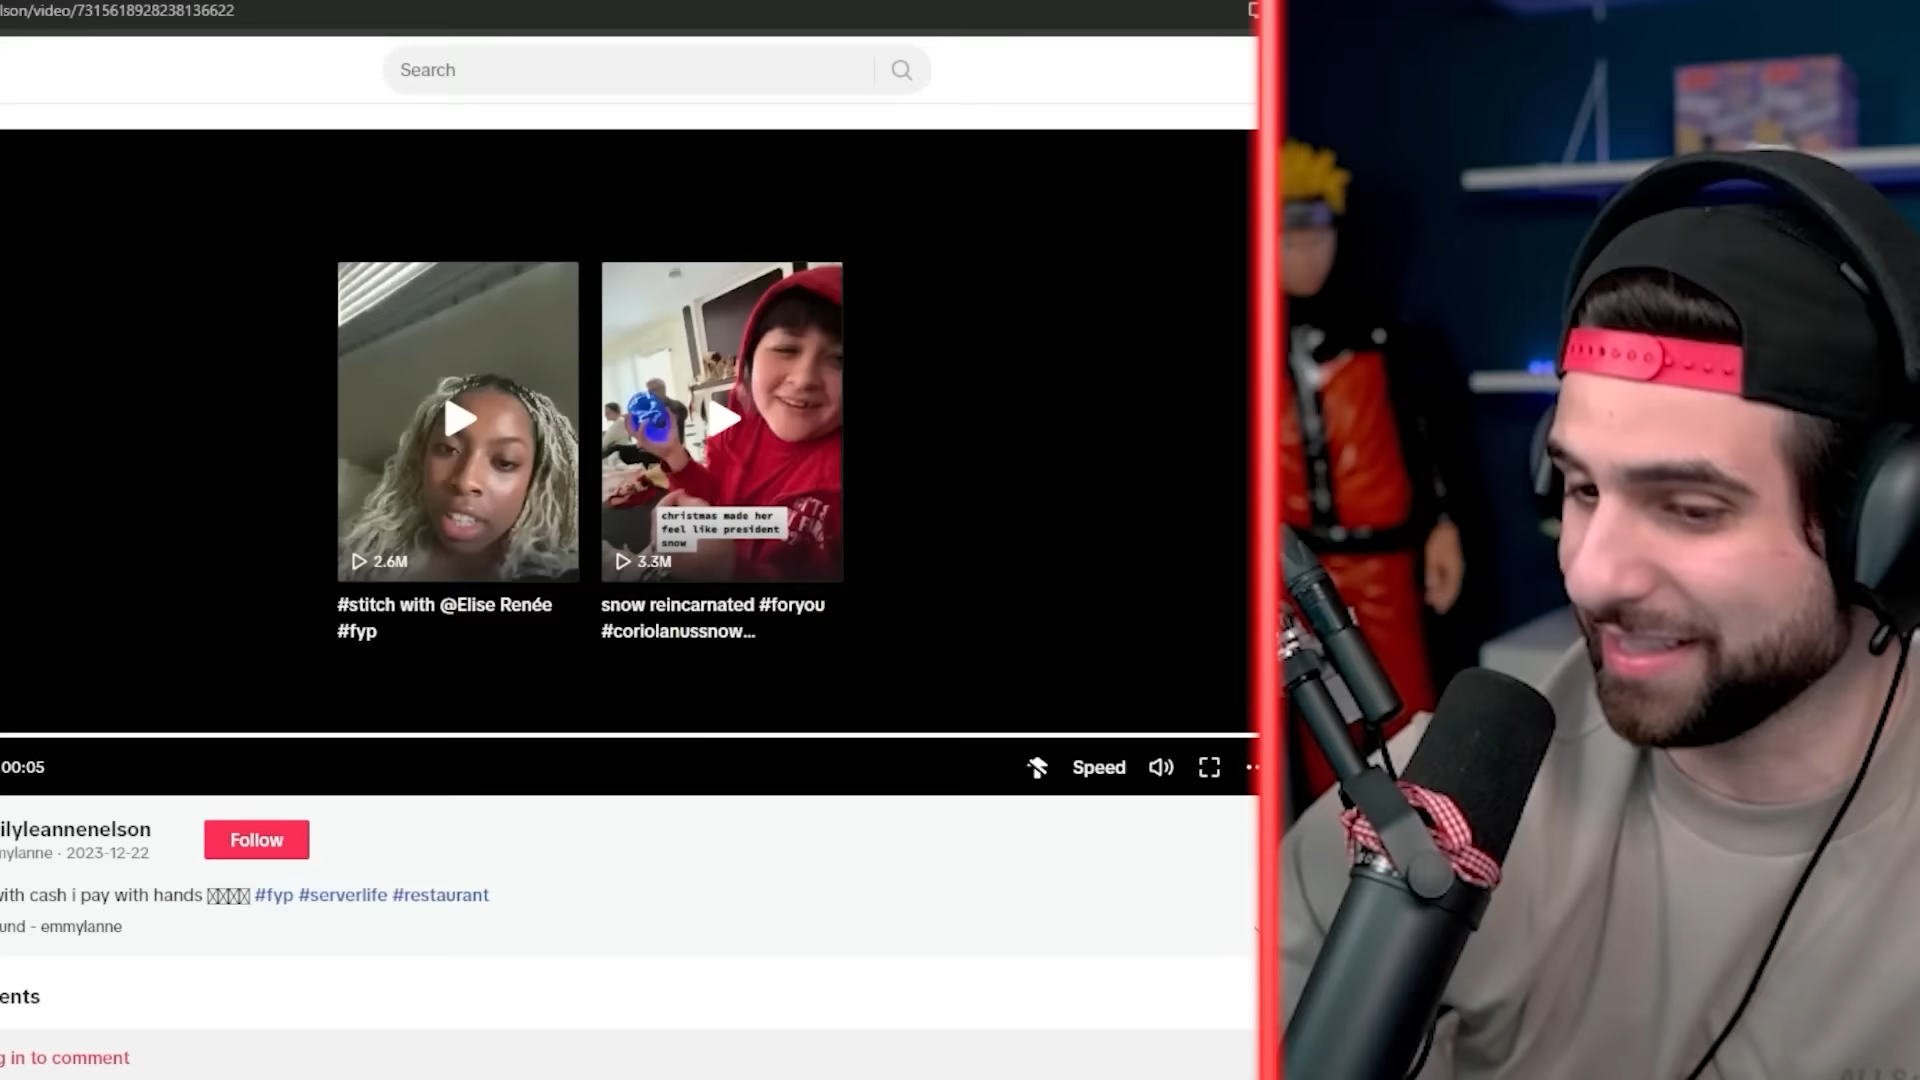 lson/video/7315618928238136622
Search
christmas made her
feel like president
snow
2.6M
3.3M
#stitch with @Elise Renée
#fyp
snow reincarnated #foryou
#coriolanussnow...
00:05
Speed
ilyleannenelson
Follow
mylanne · 2023-12-22
with cash i pay with hands #fyp #serverlife #restaurant
und - emmylanne
ents
g in to comment